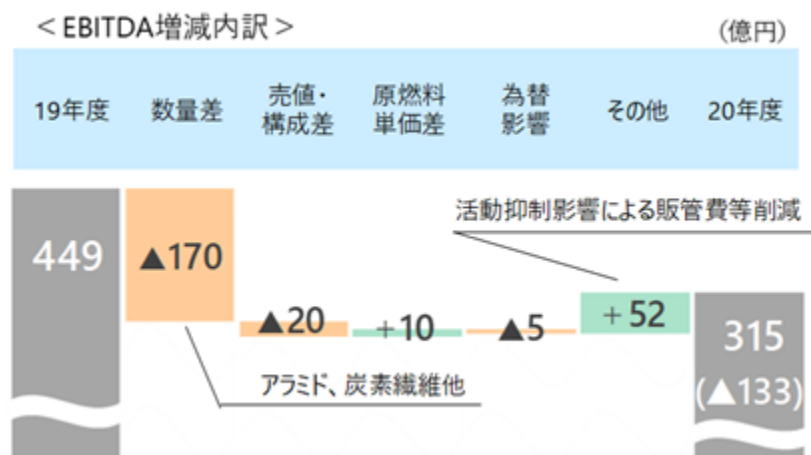 ＜EBITDA増減内訳＞
（億円）
19年度
数量差
売値・
構成差
原燃料
単価差
為替
影響
その他
20年度
活動抑制影響による販管費等削減
449
▲170
▲20
+10
▲5
+52
315
(▲133)
アラミド、炭素繊維他